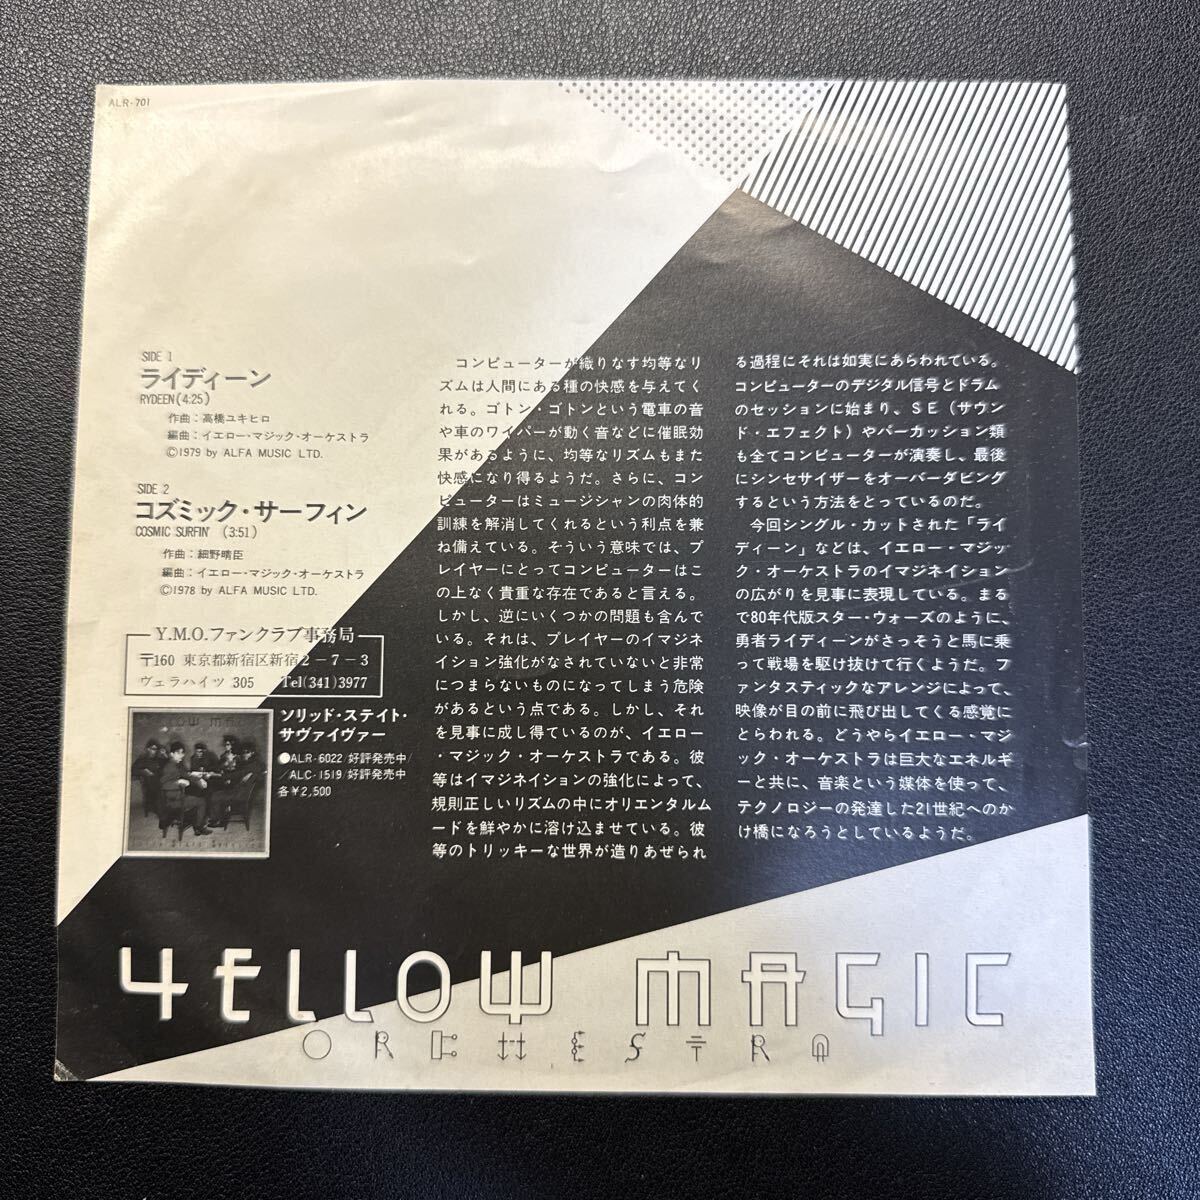 ALR-701
SIDE 1
ライディーン
RYDEEN(4:25)
作曲：高橋ユキヒロ
編曲：イエロー・マジック・オーケストラ
Ⓒ1979 by ALFA MUSIC LTD.
SIDE 2
コズミック・サーフィン
COSMIC SURFIN' (3:51)
作曲：細野晴臣
編曲：イエロー・マジック・オーケストラ
Ⓒ1978 by ALFA MUSIC LTD.
Y.M.O.ファンクラブ事務局
〒160 東京都新宿区新宿2-7-3
ヴェラハイツ 305 Tel(341)3977
ソリッド・ステイト・
サヴァイヴァー
●ALR-6022/好評発売中/
ALC-1519/好評発売中
各￥2,500
コンピューターが織りなす均等なリ
ズムは人間にある種の快感を与えてく
れる。ゴトン・ゴトンという電車の音
や車のワイパーが動く音などに催眠効
果があるように、均等なリズムもまた
快感になり得るようだ。さらに、コン
ピューターはミュージシャンの肉体的
訓練を解消してくれるという利点を兼
ね備えている。そういう意味では、プ
レイヤーにとってコンピューターはこ
の上なく貴重な存在であると言える。
しかし、逆にいくつかの問題も含んで
いる。それは、プレイヤーのイマジネ
イション強化がなされていないと非常
につまらないものになってしまう危険
があるという点である。しかし、それ
を見事に成し得ているのが、イエロー
・マジック・オーケストラである。彼
等はイマジネイションの強化によって、
規則正しいリズムの中にオリエンタルム
ードを鮮やかに溶け込ませている。彼
等のトリッキーな世界が造りあぜられ
る過程にそれは如実にあらわれている。
コンピューターのデジタル信号とドラム
のセッションに始まり、ＳＥ（サウン
ド・エフェクト）やパーカッション類
も全てコンピューターが演奏し、最後
にシンセサイザーをオーバーダビング
するという方法をとっているのだ。
今回シングル・カットされた「ライ
ディーン」などは、イエロー・マジッ
ク・オーケストラのイマジネイション
の広がりを見事に表現している。まる
で80年代版スター・ウォーズのように、
勇者ライディーンがさっそうと馬に乗
って戦場を駆け抜けて行くようだ。フ
ァンタスティックなアレンジによって、
映像が目の前に飛び出してくる感覚に
とらわれる。どうやらイエロー・マジ
ック・オーケストラは巨大なエネルギ
ーと共に、音楽という媒体を使って、
テクノロジーの発達した21世紀へのか
け橋になろうとしているようだ。
YELLOW MAGIC
ORCHESTRA